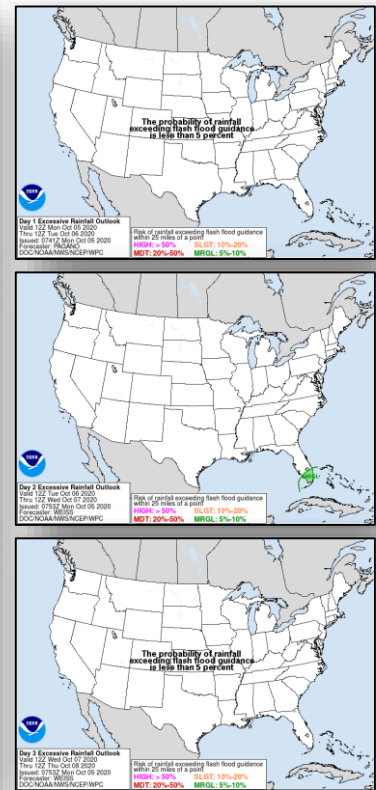 The probability of rainfall
exceeding flash flood guidance
is less than 5 percent
Day 1 Excessive Rainfall Outlook
Valid 12Z Mon Oct 05 2020
Thru 12Z Tue Oct 06 2020
Issued: 0741Z Mon Oct 05 2020
Forecaster: PAGANO
DOC/NOAA/NWS/NCEP/WPC
Risk of rainfall exceeding flash flood guidance
within 25 miles of a point
HIGH: > 50% SLGT: 10%-20%
MDT: 20%-50% MRGL: 5%-10%
MRGL
Day 2 Excessive Rainfall Outlook
Valid 12Z Tue Oct 06 2020
Thru 12Z Wed Oct 07 2020
Issued: 0753Z Mon Oct 05 2020
Forecaster: WEISS
DOC/NOAA/NWS/NCEP/WPC
Risk of rainfall exceeding flash flood guidance
within 25 miles of a point
HIGH: > 50% SLGT: 10%-20%
MDT: 20%-50% MRGL: 5%-10%
The probability of rainfall
exceeding flash flood guidance
is less than 5 percent
Day 3 Excessive Rainfall Outlook
Valid 12Z Wed Oct 07 2020
Thru 12Z Thu Oct 08 2020
Issued: 0753Z Mon Oct 05 2020
Forecaster: WEISS
DOC/NOAA/NWS/NCEP/WPC
Risk of rainfall exceeding flash flood guidance
within 25 miles of a point
HIGH: > 50% SLGT: 10%-20%
MDT: 20%-50% MRGL: 5%-10%